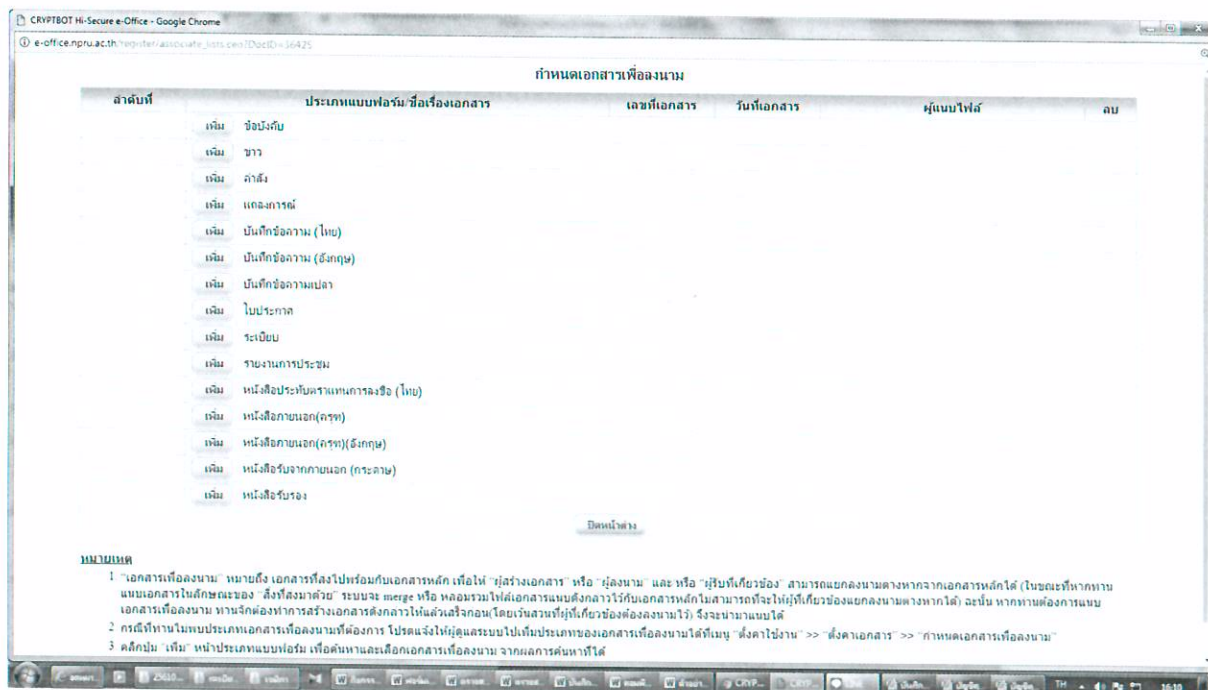 CRYPTBOT Hi-Secure e-Office - Google Chrome
e-office.npru.ac.th/register/associate_lists.pen?DocID=36425
กำหนดเอกสารเพื่อลงนาม
ลำดับที่ ประเภทแบบฟอร์ม/ชื่อเรื่องเอกสาร เลขที่เอกสาร วันที่เอกสาร ผู้แนบไฟล์ ลบ
เพิ่ม ข้อบังคับ
เพิ่ม ข่าว
เพิ่ม คำสั่ง
เพิ่ม แถลงการณ์
เพิ่ม บันทึกข้อความ (ไทย)
เพิ่ม บันทึกข้อความ (อังกฤษ)
เพิ่ม บันทึกข้อความเปล่า
เพิ่ม ใบประกาศ
เพิ่ม ระเบียบ
เพิ่ม รายงานการประชุม
เพิ่ม หนังสือประทับตราแทนการลงชื่อ (ไทย)
เพิ่ม หนังสือภายนอก(ครุฑ)
เพิ่ม หนังสือภายนอก(ครุฑ)(อังกฤษ)
เพิ่ม หนังสือรับจากภายนอก (กระดาษ)
เพิ่ม หนังสือรับรอง
ปิดหน้าต่าง
หมายเหตุ
1 "เอกสารเพื่อลงนาม" หมายถึง เอกสารที่ส่งไปพร้อมกับเอกสารหลัก เพื่อให้ "ผู้สร้างเอกสาร" หรือ "ผู้ลงนาม" และ หรือ "ผู้รับที่เกี่ยวข้อง" สามารถแยกลงนามต่างหากจากเอกสารหลักได้ (ในขณะที่หากท่าน
แนบเอกสารในลักษณะของ "สิ่งที่ส่งมาด้วย" ระบบจะ merge หรือ หลอมรวมไฟล์เอกสารแนบดังกล่าวไว้กับเอกสารหลักไม่สามารถที่จะให้ผู้ที่เกี่ยวข้องแยกลงนามต่างหากได้) ฉะนั้น หากท่านต้องการแนบ
เอกสารเพื่อลงนาม ท่านจักต้องทำการสร้างเอกสารดังกล่าวให้แล้วเสร็จก่อน(โดยเว้นส่วนที่ผู้ที่เกี่ยวข้องต้องลงนามไว้) จึงจะนำมาแนบได้
2 กรณีที่ท่านไม่พบประเภทเอกสารเพื่อลงนามที่ต้องการ โปรดแจ้งให้ผู้ดูแลระบบไปเพิ่มประเภทของเอกสารเพื่อลงนามได้ที่เมนู "ตั้งค่าใช้งาน" >> "ตั้งค่าเอกสาร" >> "กำหนดเอกสารเพื่อลงนาม"
3 คลิกปุ่ม "เพิ่ม" หน้าประเภทแบบฟอร์ม เพื่อค้นหาและเลือกเอกสารเพื่อลงนาม จากผลการค้นหาที่ได้
25610... CRYP... CRYP... LINE TH 16:10